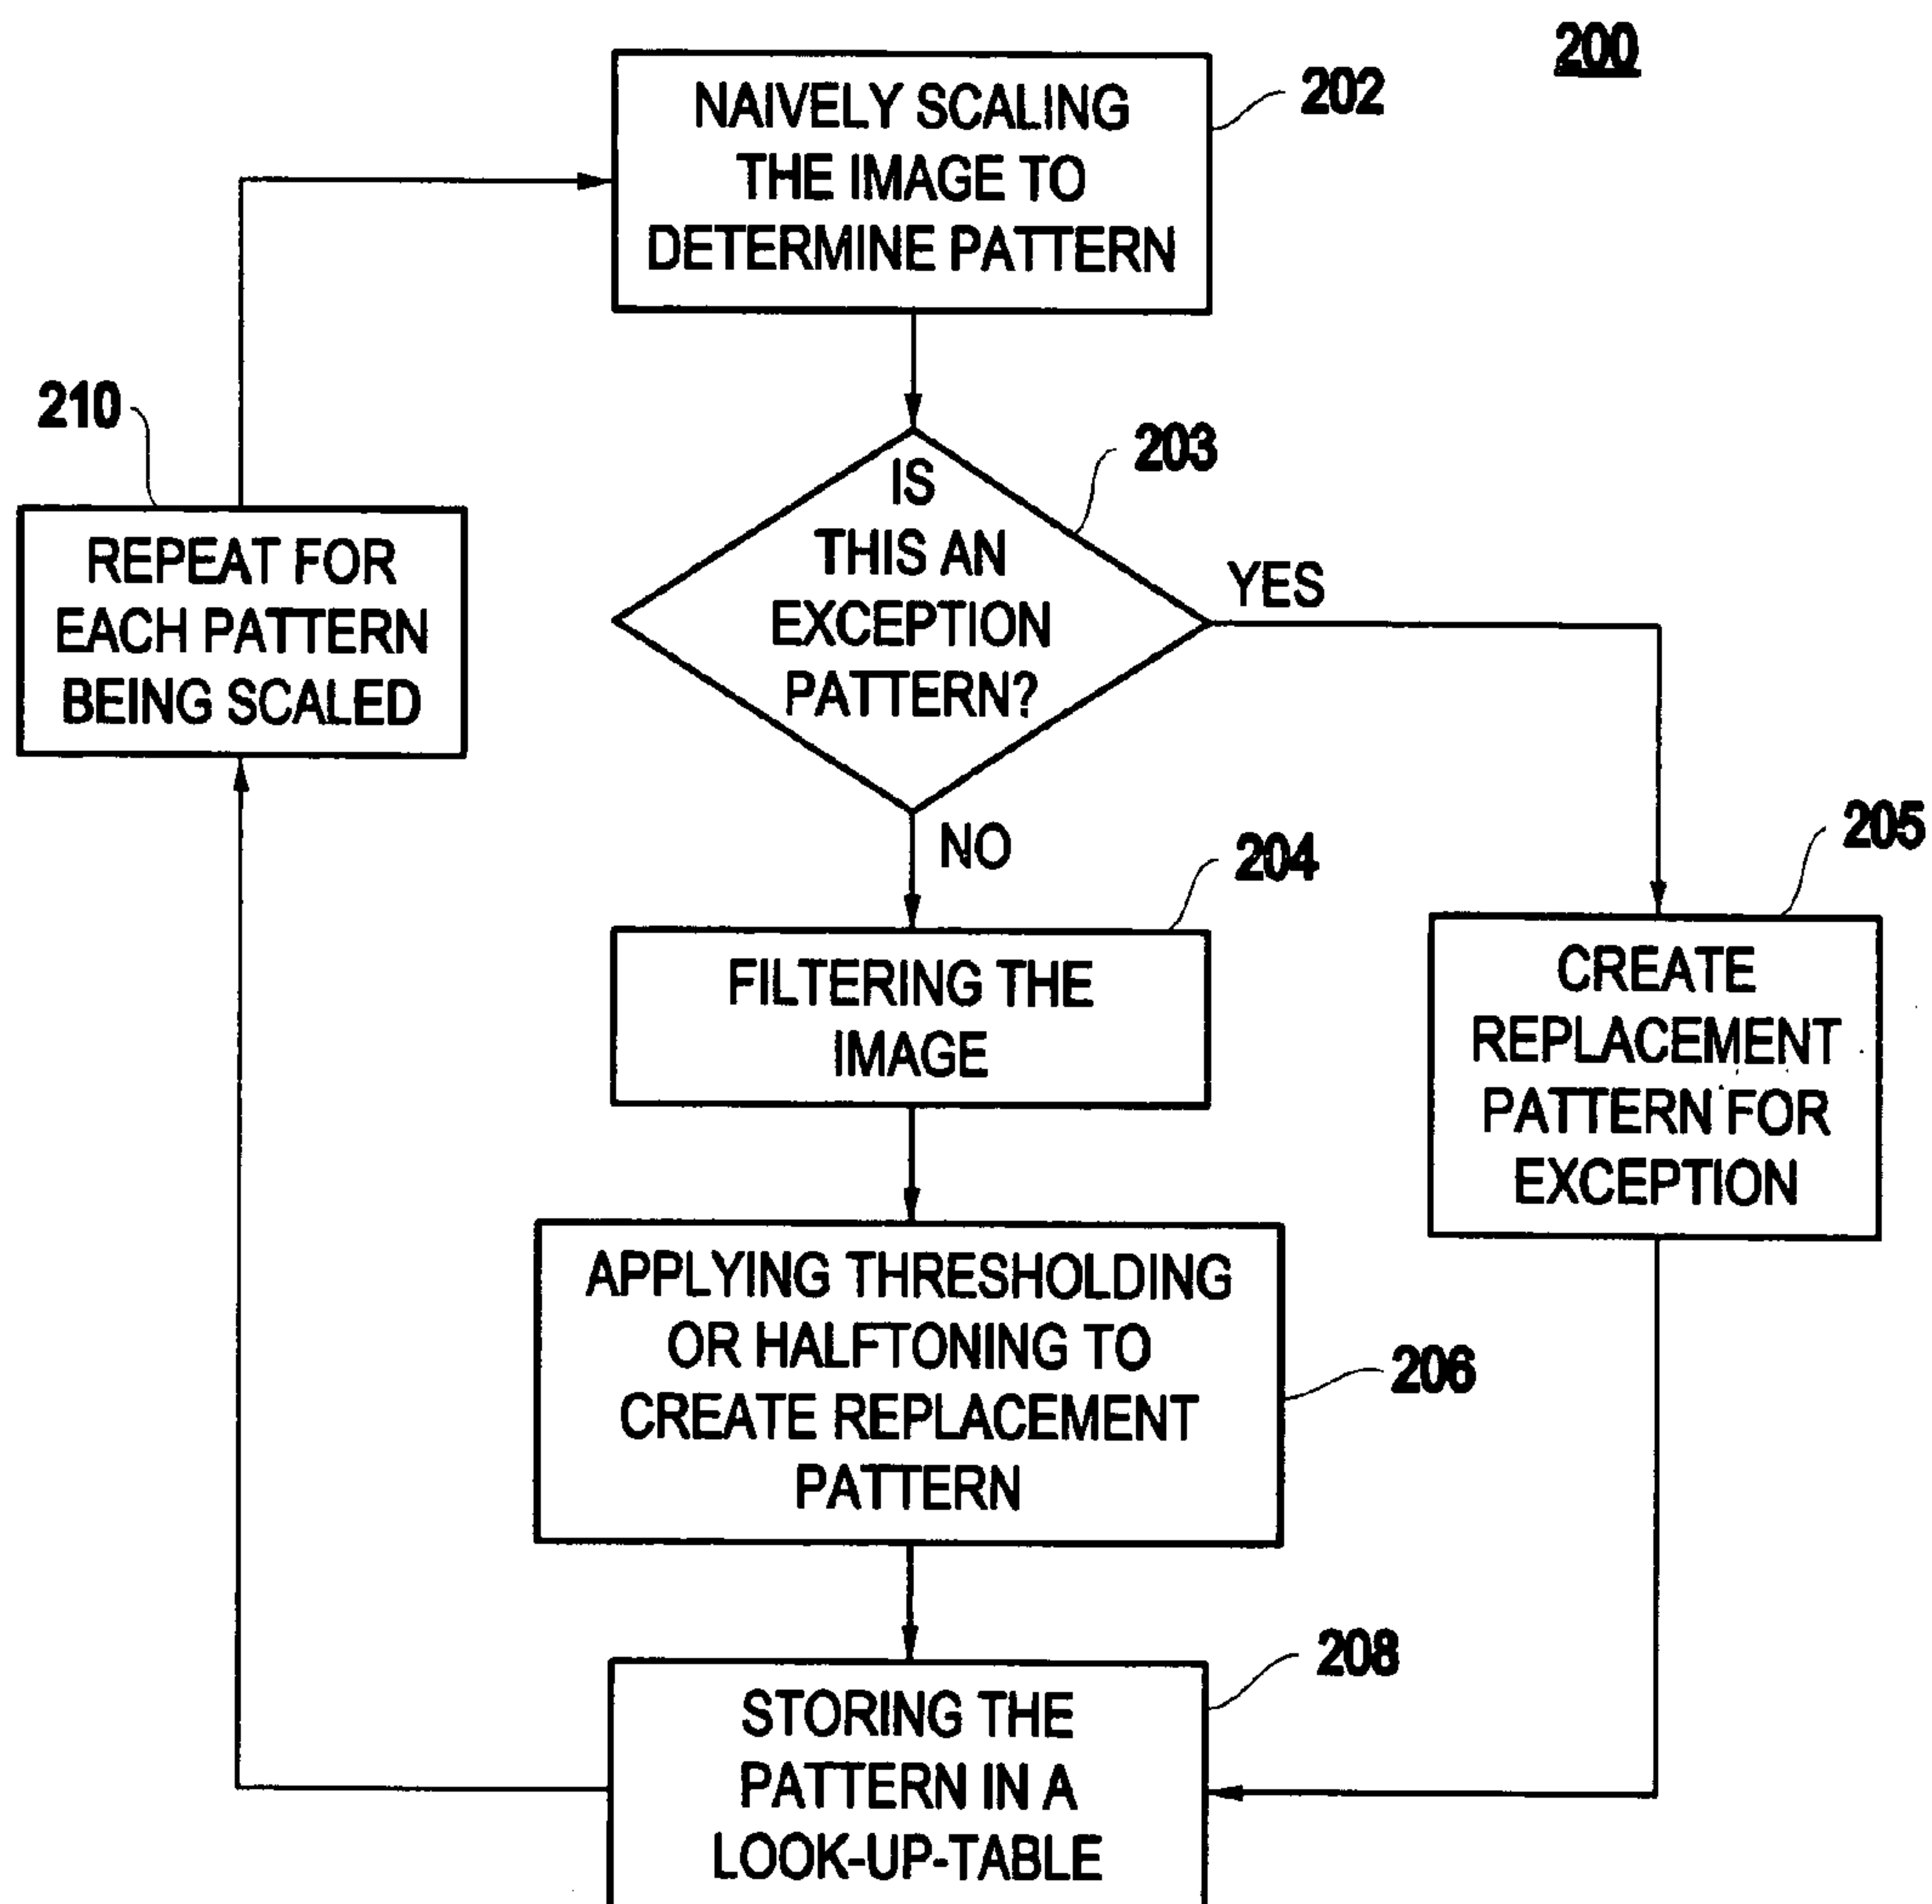 200
NAIVELY SCALING
THE IMAGE TO
DETERMINE PATTERN
202
210
REPEAT FOR
EACH PATTERN
BEING SCALED
IS
THIS AN
EXCEPTION
PATTERN?
203
YES
NO
204
FILTERING THE
IMAGE
205
CREATE
REPLACEMENT
PATTERN FOR
EXCEPTION
APPLYING THRESHOLDING
OR HALFTONING TO
CREATE REPLACEMENT
PATTERN
206
208
STORING THE
PATTERN IN A
LOOK-UP-TABLE